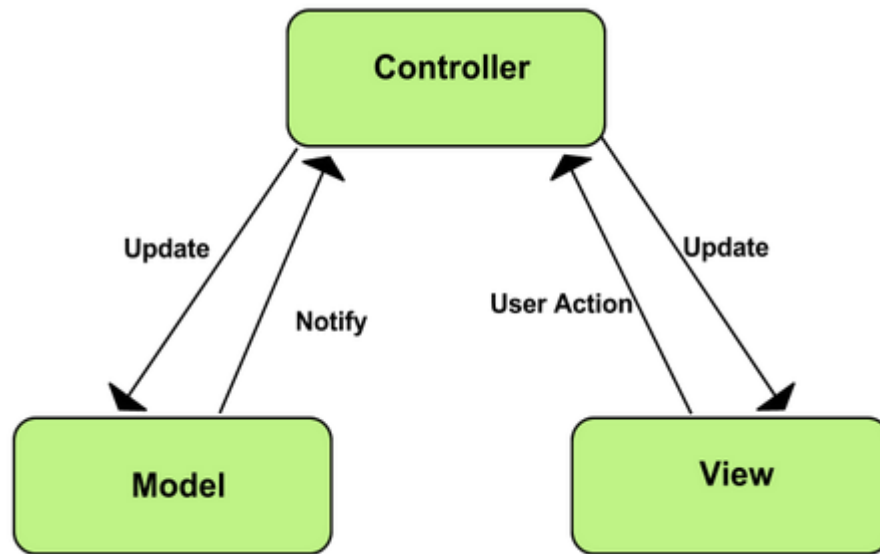 Controller
Update
Update
User Action
Notify
Model
View